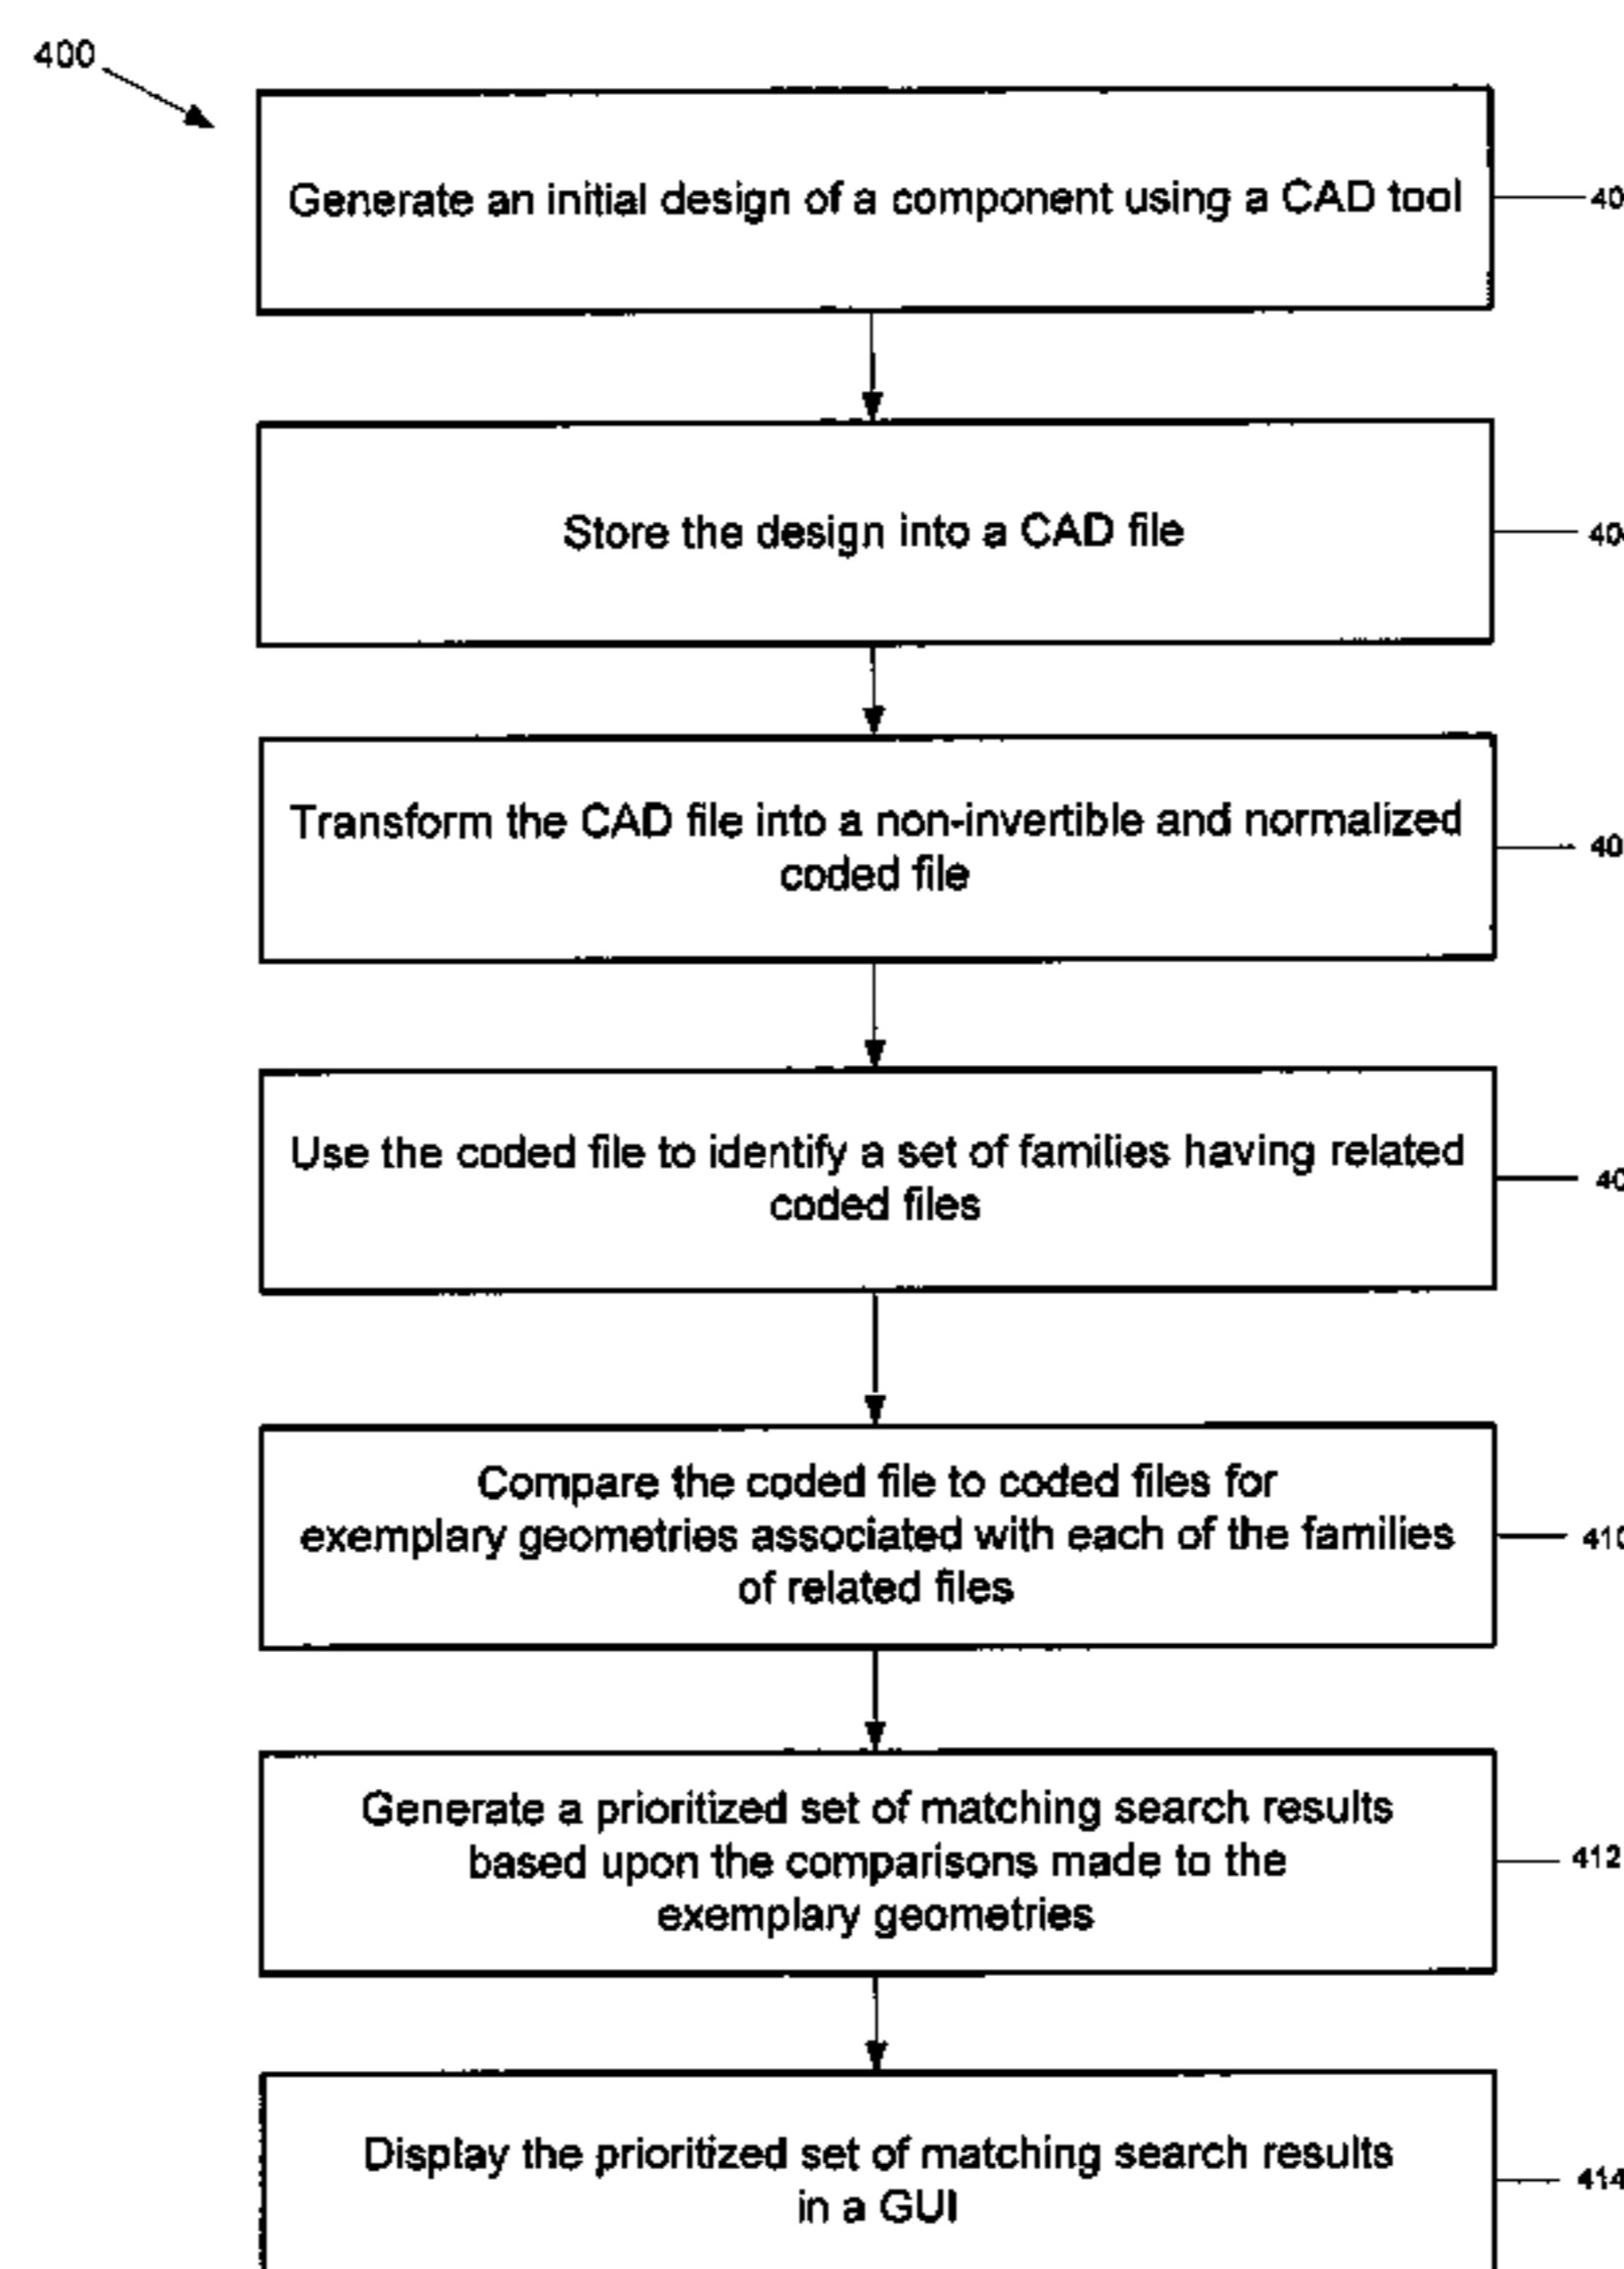 400
Generate an initial design of a component using a CAD tool
Store the design into a CAD file
Transform the CAD file into a non-invertible and normalized
coded file
Use the coded file to identify a set of families having related
coded files
Compare the coded file to coded files for
exemplary geometries associated with each of the families
of related files
410
Generate a prioritized set of matching search results
based upon the comparisons made to the
exemplary geometries
412
Display the prioritized set of matching search results
in a GUI
414